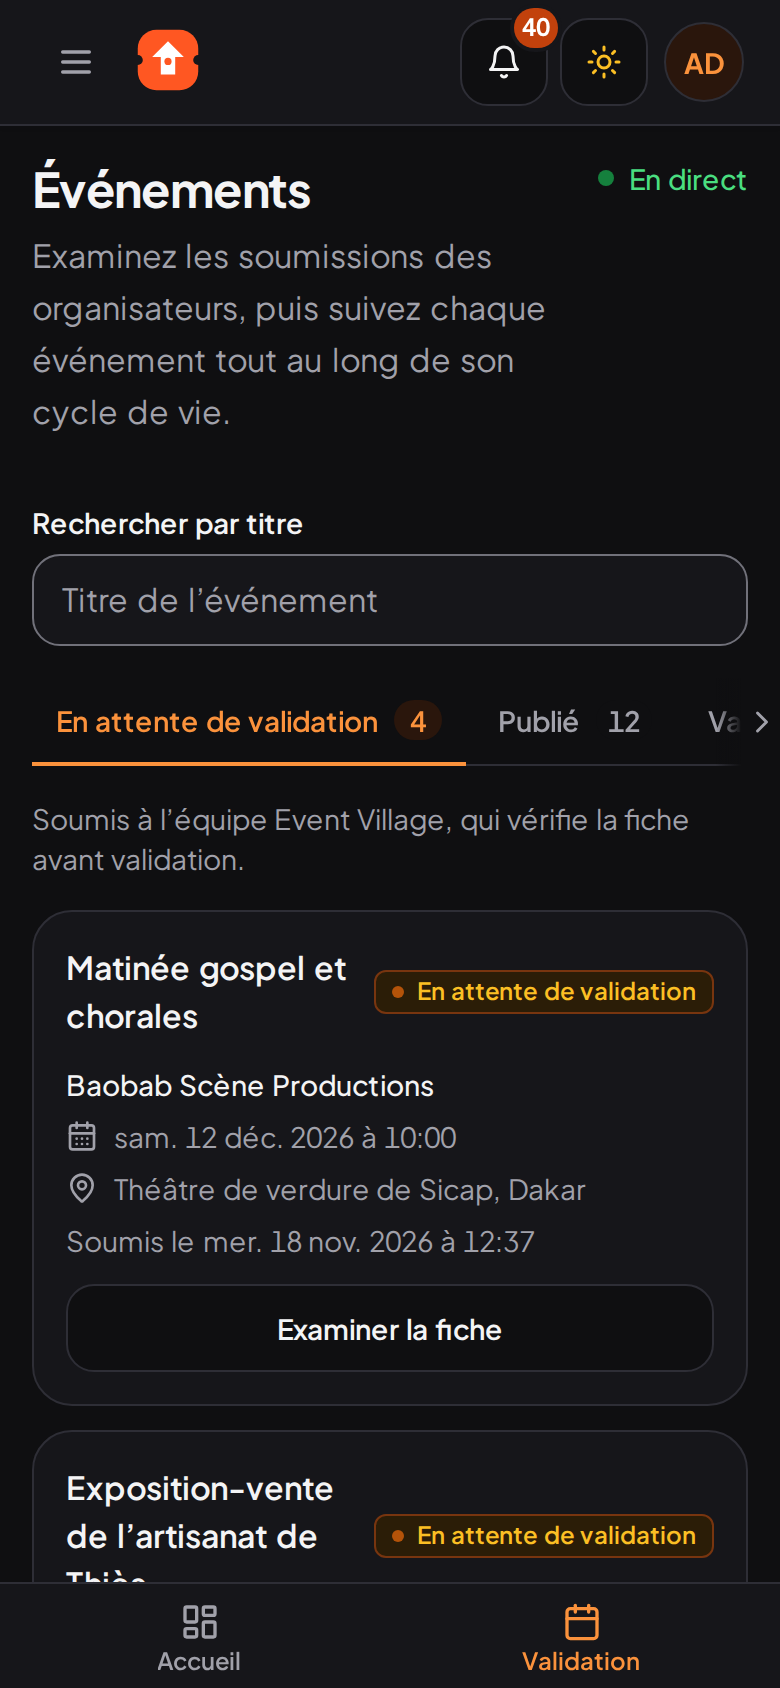 40
AD
Événements
En direct
Examinez les soumissions des
organisateurs, puis suivez chaque
événement tout au long de son
cycle de vie.
Rechercher par titre
Titre de l’événement
En attente de validation 4 Publié 12
Soumis à l’équipe Event Village, qui vérifie la fiche
avant validation.
Matinée gospel et
chorales
En attente de validation
Baobab Scène Productions
sam. 12 déc. 2026 à 10:00
Théâtre de verdure de Sicap, Dakar
Soumis le mer. 18 nov. 2026 à 12:37
Examiner la fiche
Exposition-vente
de l’artisanat de
En attente de validation
Accueil
Validation